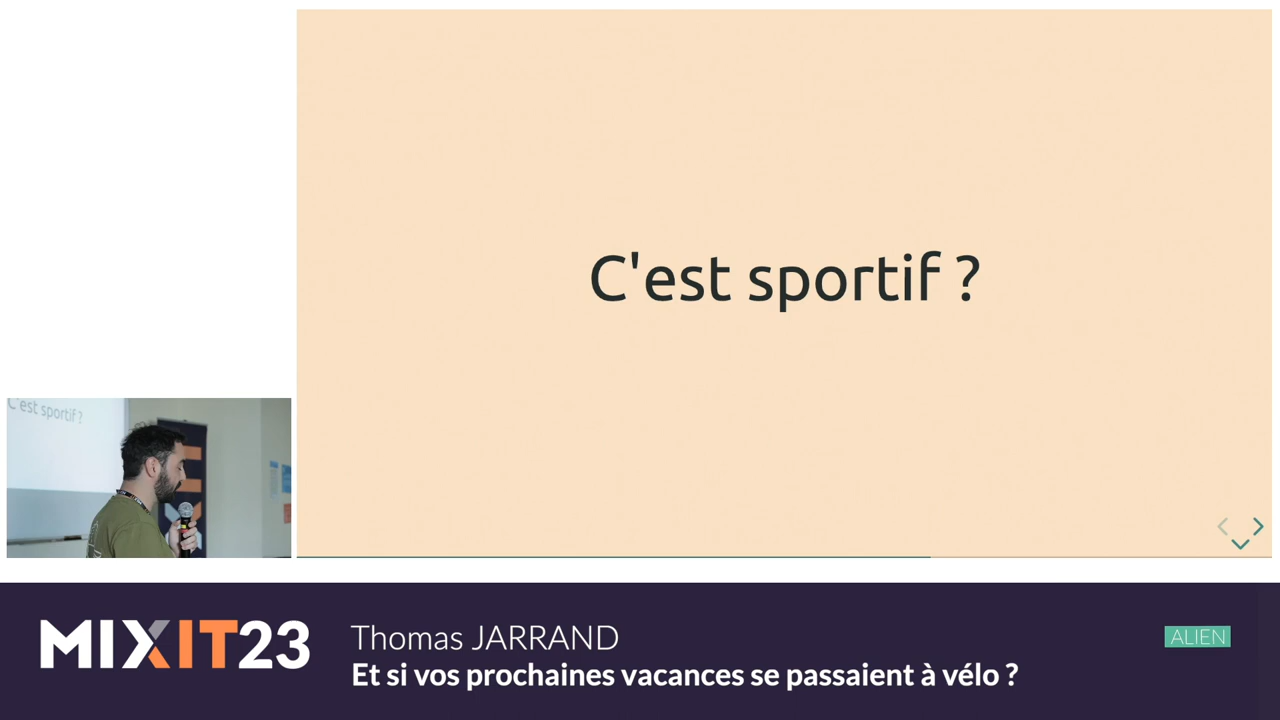 C'est sportif ?
C'est sportif ?
MIXIT23
Thomas JARRAND
Et si vos prochaines vacances se passaient à vélo ?
ALIEN